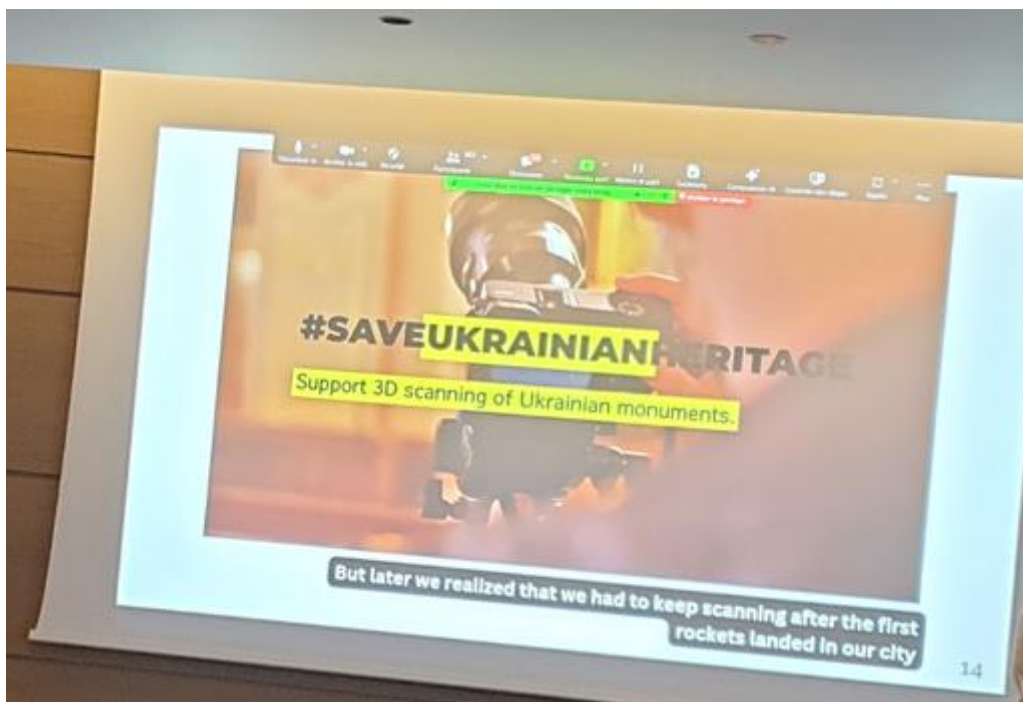 #SAVEUKRAINIANHERITAGE
Support 3D scanning of Ukrainian monuments.
But later we realized that we had to keep scanning after the first
rockets landed in our city
14